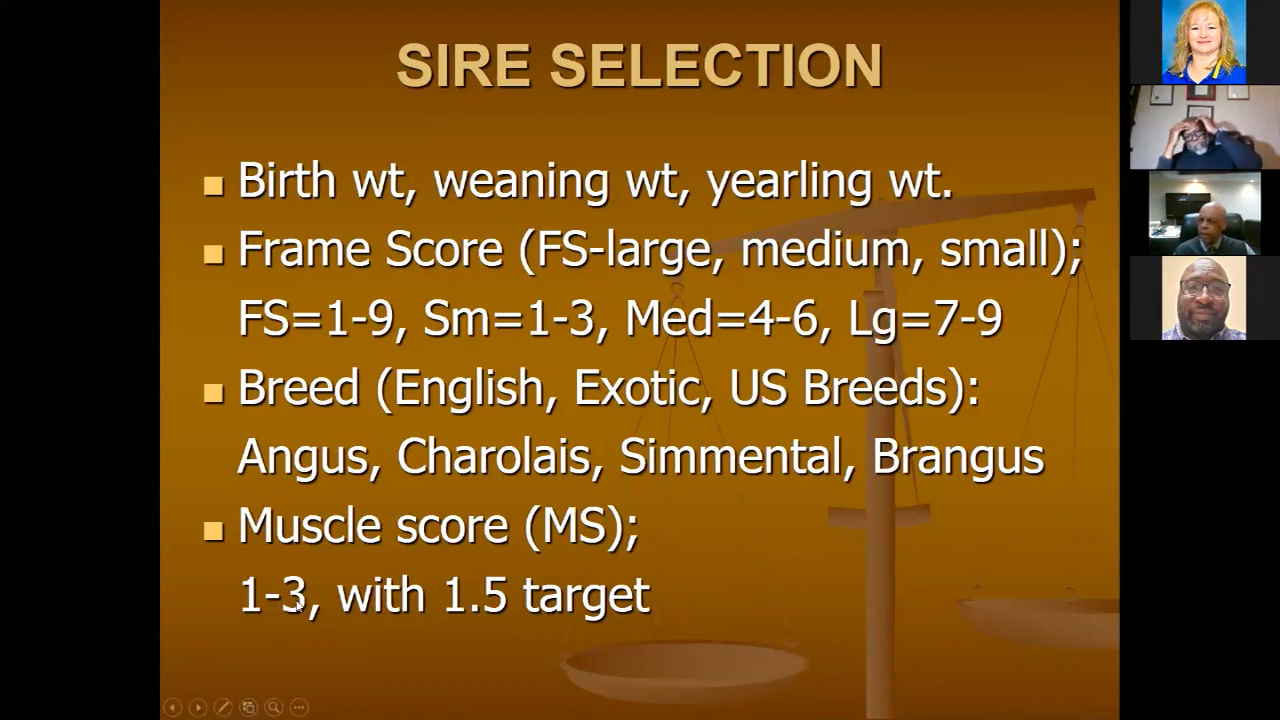 SIRE SELECTION
Birth wt, weaning wt, yearling wt.
Frame Score (FS-large, medium, small);
FS=1-9, Sm=1-3, Med=4-6, Lg=7-9
Breed (English, Exotic, US Breeds):
Angus, Charolais, Simmental, Brangus
Muscle score (MS);
1-3, with 1.5 target